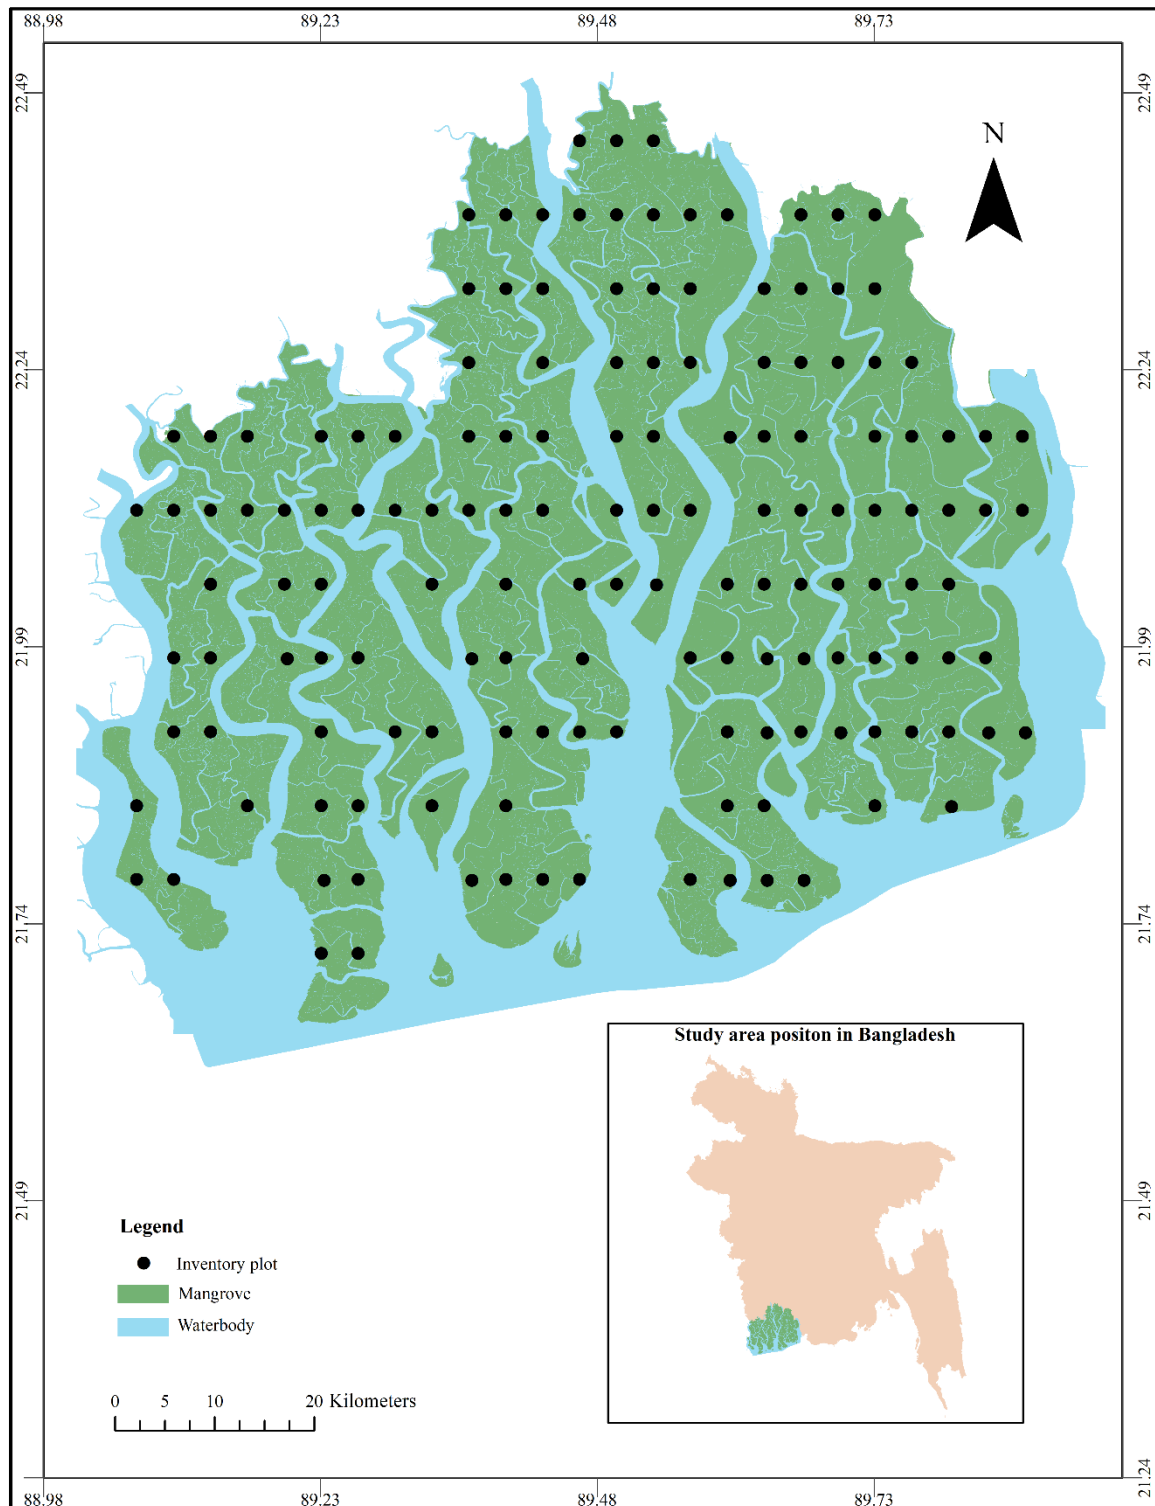 88.98 89.23 89.48 89.73
22.49 22.49
N
22.24 22.24
21.99 21.99
21.74 21.74
Study area positon in Bangladesh
21.49 21.49
Legend
Inventory plot
Mangrove
Waterbody
0 5 10 20 Kilometers
21.24
88.98 89.23 89.48 89.73